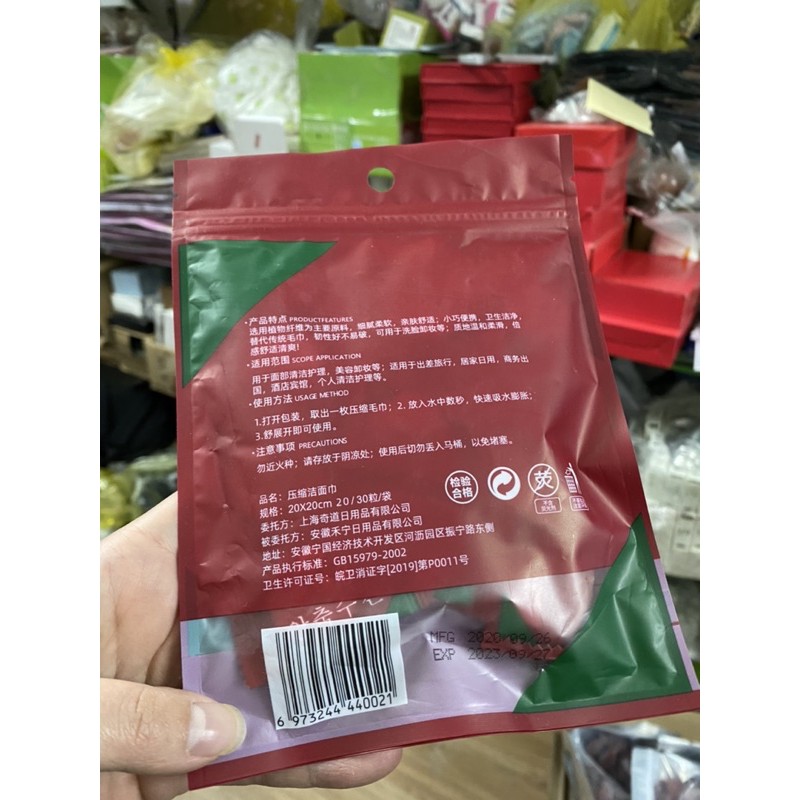 ·产品特点 PRODUCTFEATURES
选用植物纤维为主要原料，细腻柔软，亲肤舒适；小巧便携，卫生洁净，
替代传统毛巾，韧性好不易破，可用于洗脸卸妆等；质地温和柔滑，倍
感舒适清爽！
·适用范围 SCOPE APPLICATION
用于面部清洁护理，美容卸妆等；适用于出差旅行，居家日用，商务出
国，酒店宾馆，个人清洁护理等。
·使用方法 USAGE METHOD
1.打开包装，取出一枚压缩毛巾；2. 放入水中数秒，快速吸水膨胀；
3.舒展开即可使用。
·注意事项 PRECAUTIONS
勿近火种；请存放于阴凉处；使用后切勿丢入马桶，以免堵塞。
检验
合格
荧
品名：压缩洁面巾
规格：20X20cm 20/30粒/袋
委托方：上海奇道日用品有限公司
被委托方：安徽禾宁日用品有限公司
地址：安徽宁国经济技术开发区河沥园区振宁路东侧
产品执行标准：GB15979-2002
卫生许可证号：皖卫消证字[2019]第P0011号
MFG 2020/09/26
EXP 2023/09/27
6 973244 440021